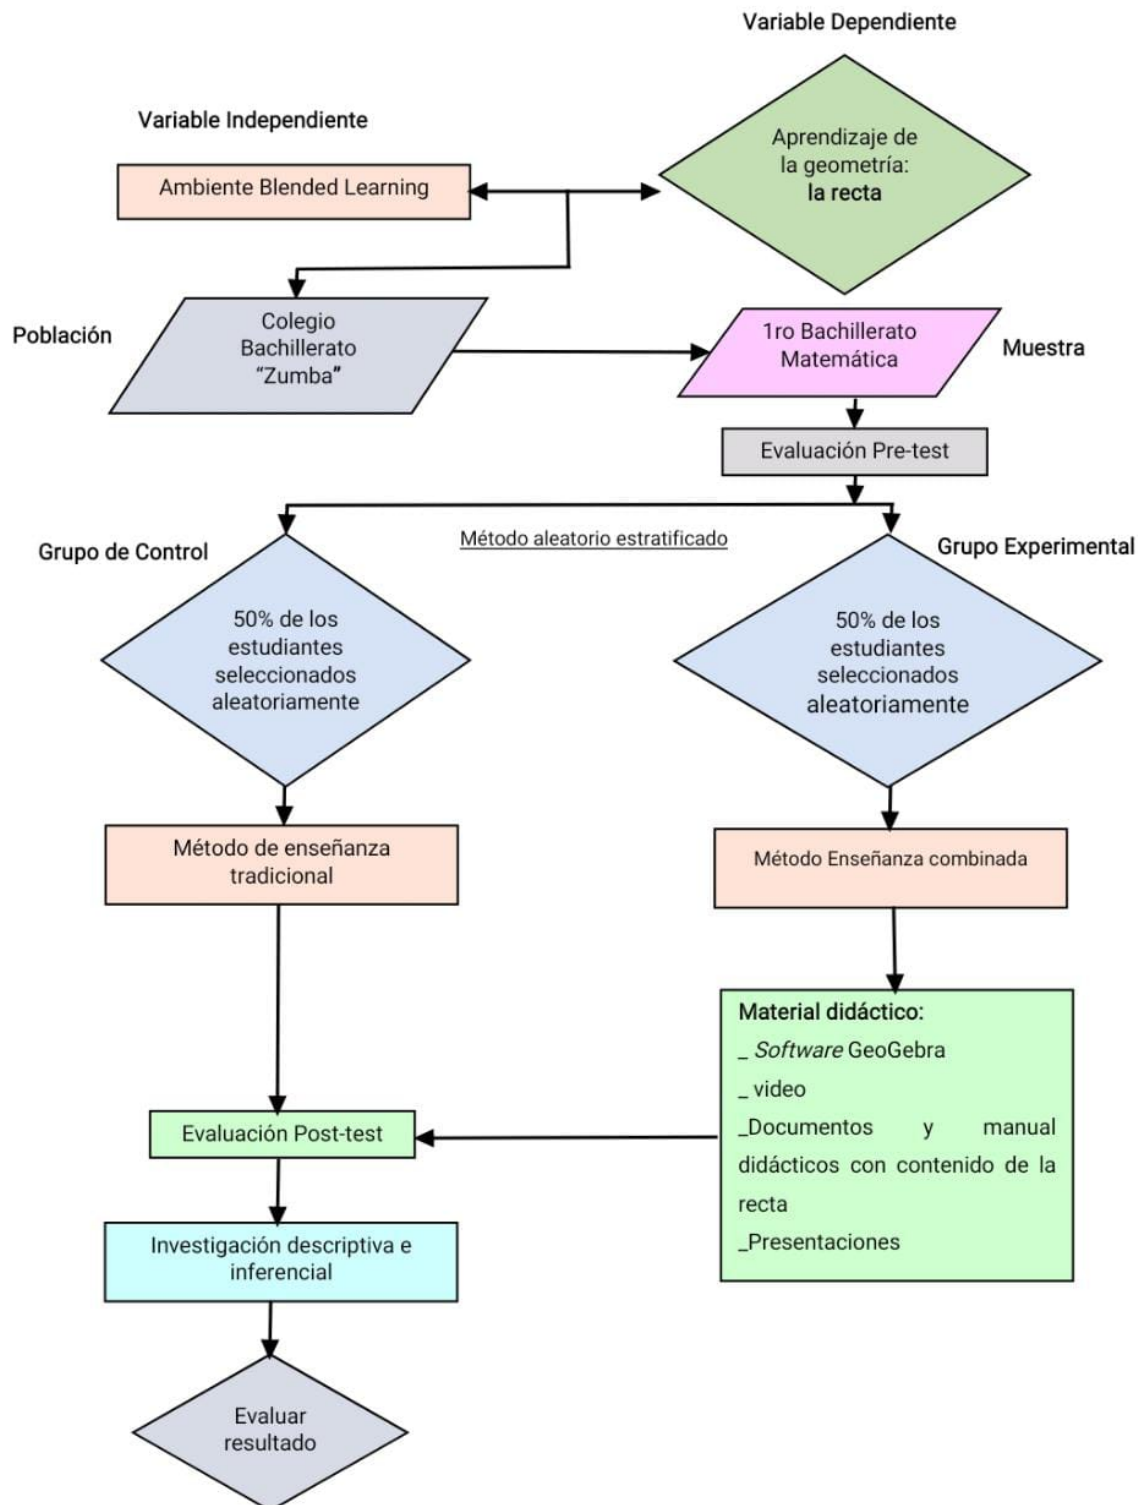 Variable Dependiente
Variable Independiente
Aprendizaje de
la geometría:
la recta
Ambiente Blended Learning
Población
Colegio
Bachillerato
“Zumba”
1ro Bachillerato
Matemática
Muestra
Evaluación Pre-test
Método aleatorio estratificado
Grupo de Control
Grupo Experimental
50% de los
estudiantes
seleccionados
aleatoriamente
50% de los
estudiantes
seleccionados
aleatoriamente
Método de enseñanza
tradicional
Método Enseñanza combinada
Material didáctico:
_ Software GeoGebra
_ video
_Documentos y manual
didácticos con contenido de la
recta
_Presentaciones
Evaluación Post-test
Investigación descriptiva e
inferencial
Evaluar
resultado